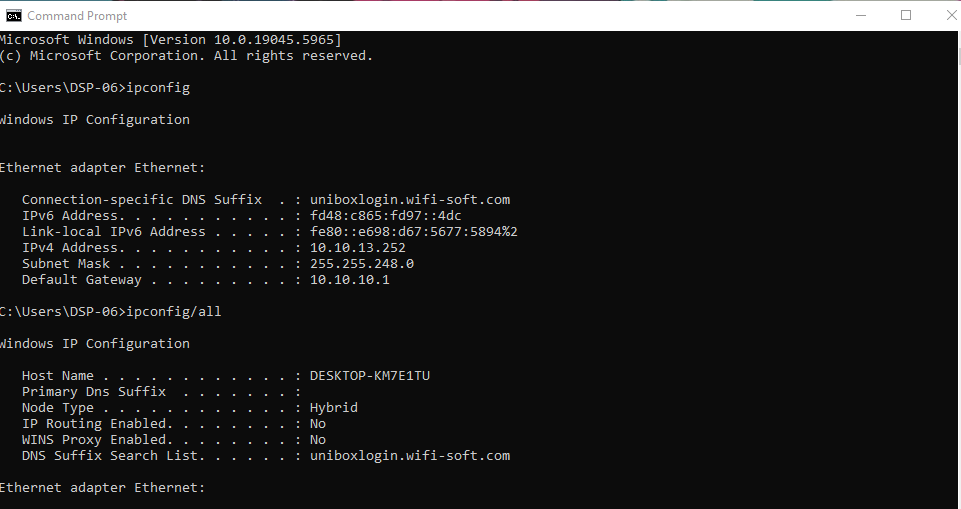 Command Prompt
Microsoft Windows [Version 10.0.19045.5965]
(c) Microsoft Corporation. All rights reserved.
C:\Users\DSP-06>ipconfig
Windows IP Configuration
Ethernet adapter Ethernet:
Connection-specific DNS Suffix  . : uniboxlogin.wifi-soft.com
IPv6 Address. . . . . . . . . . . : fd48:c865:fd97::4dc
Link-local IPv6 Address . . . . . : fe80::e698:d67:5677:5894%2
IPv4 Address. . . . . . . . . . . : 10.10.13.252
Subnet Mask . . . . . . . . . . . : 255.255.248.0
Default Gateway . . . . . . . . . : 10.10.10.1
C:\Users\DSP-06>ipconfig/all
Windows IP Configuration
Host Name . . . . . . . . . . . . : DESKTOP-KM7E1TU
Primary Dns Suffix  . . . . . . . :
Node Type . . . . . . . . . . . . : Hybrid
IP Routing Enabled. . . . . . . . : No
WINS Proxy Enabled. . . . . . . . : No
DNS Suffix Search List. . . . . . : uniboxlogin.wifi-soft.com
Ethernet adapter Ethernet: